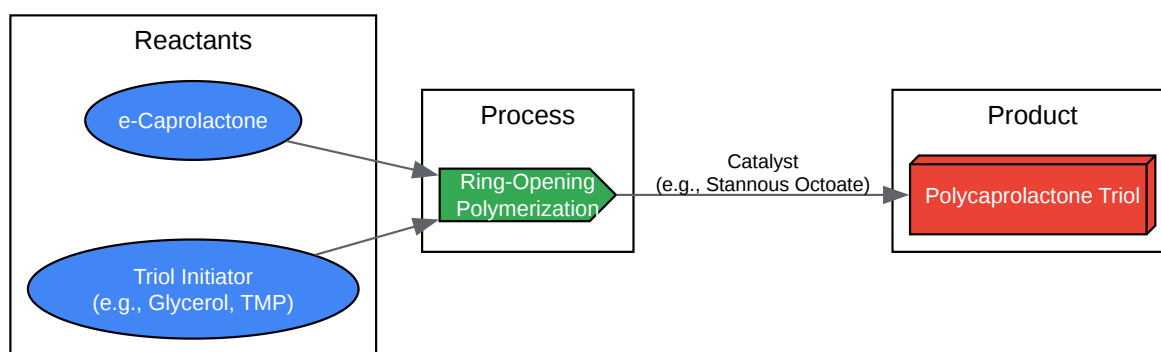 Reactants
e-Caprolactone
Triol Initiator
(e.g., Glycerol, TMP)
Process
Ring-Opening
Polymerization
Catalyst
(e.g., Stannous Octoate)
Product
Polycaprolactone Triol